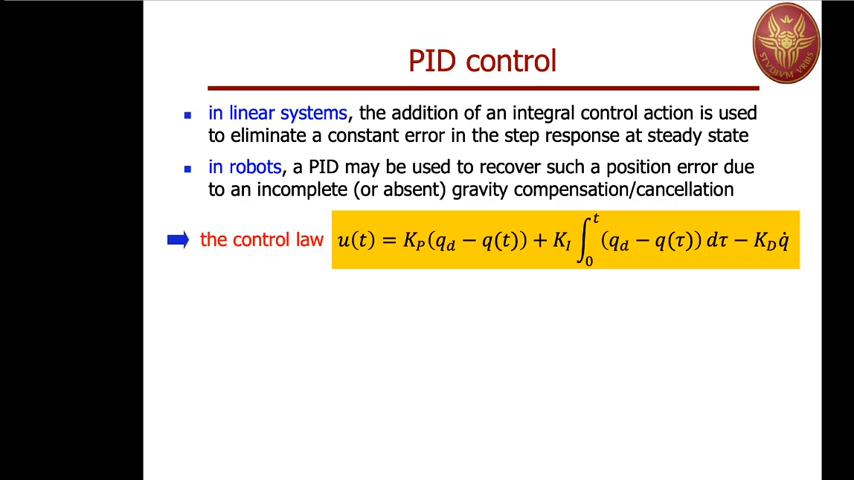 PID control
STVDIVM VRBIS
▪ in linear systems, the addition of an integral control action is used
to eliminate a constant error in the step response at steady state
▪ in robots, a PID may be used to recover such a position error due
to an incomplete (or absent) gravity compensation/cancellation
the control law u(t) = K_P(q_d − q(t)) + K_I ∫_0^t (q_d − q(τ)) dτ − K_D q̇